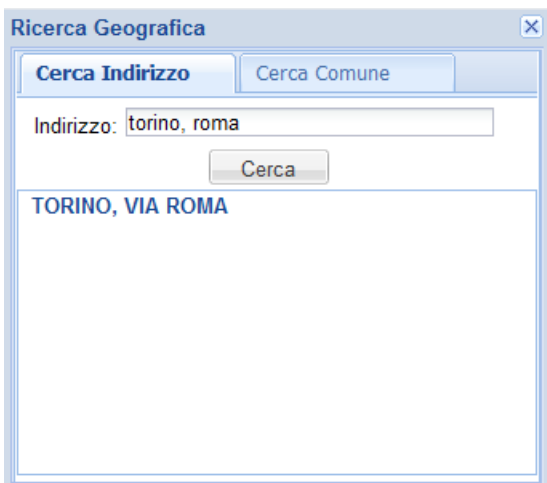 Ricerca Geografica
Cerca Indirizzo Cerca Comune
Indirizzo: torino, roma
Cerca
TORINO, VIA ROMA